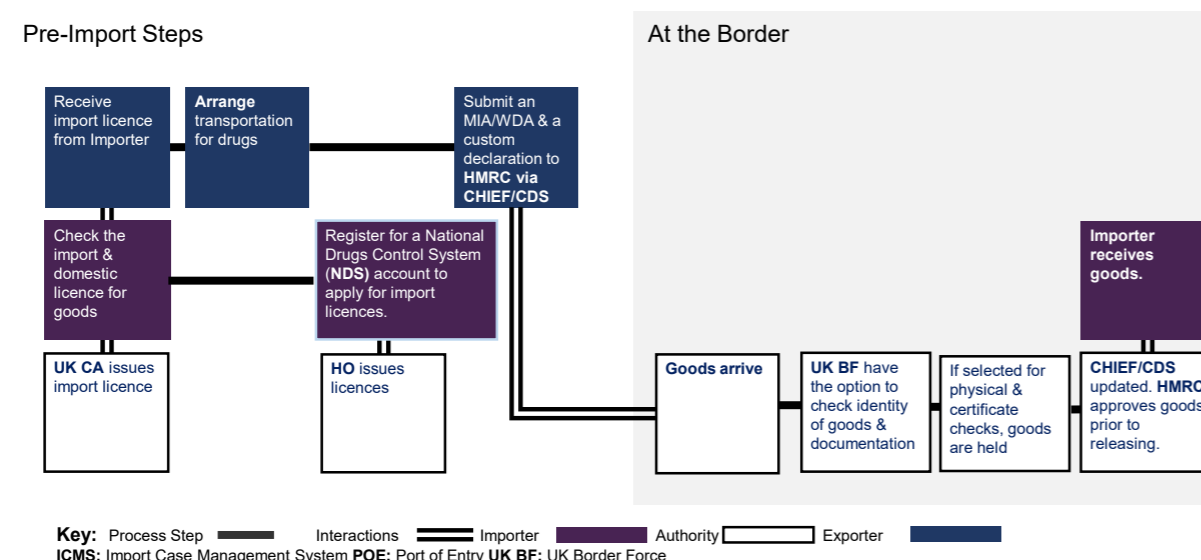 Pre-Import Steps
At the Border
Receive
import licence
from Importer
Arrange
transportation
for drugs
Submit an
MIA/WDA & a
custom
declaration to
HMRC via
CHIEF/CDS
Check the
import &
domestic
licence for
goods
Register for a National
Drugs Control System
(NDS) account to
apply for import
licences.
Importer
receives
goods.
UK CA issues
import licence
HO issues
licences
Goods arrive
UK BF have
the option to
check identity
of goods &
documentation
If selected for
physical &
certificate
checks, goods
are held
CHIEF/CDS
updated. HMRC
approves goods
prior to
releasing.
Key: Process Step Interactions Importer Authority Exporter
ICMS: Import Case Management System POE: Port of Entry UK BF: UK Border Force